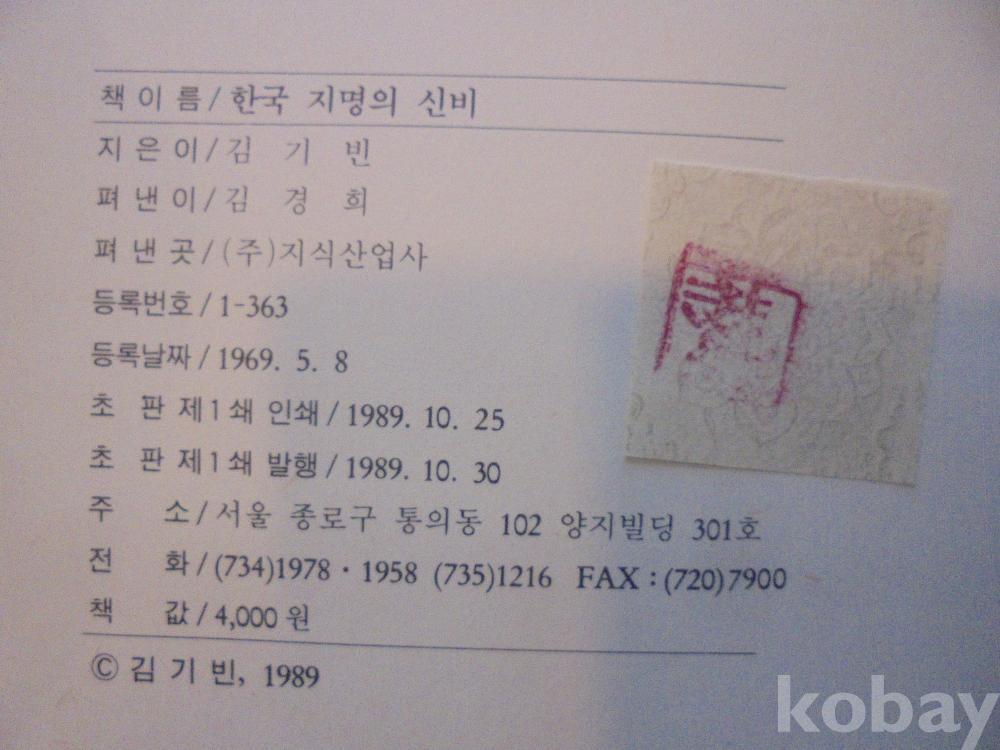 책 이 름 / 한국 지명의 신비
지 은 이 / 김 기 빈
펴 낸 이 / 김 경 희
펴 낸 곳 / (주)지식산업사
등록번호 / 1-363
등록날짜 / 1969. 5. 8
초 판 제1쇄 인쇄 / 1989. 10. 25
초 판 제1쇄 발행 / 1989. 10. 30
주 소 / 서울 종로구 통의동 102 양지빌딩 301호
전 화 / (734)1978 · 1958 (735)1216 FAX : (720)7900
책 값 / 4,000 원
© 김 기 빈, 1989
kobay